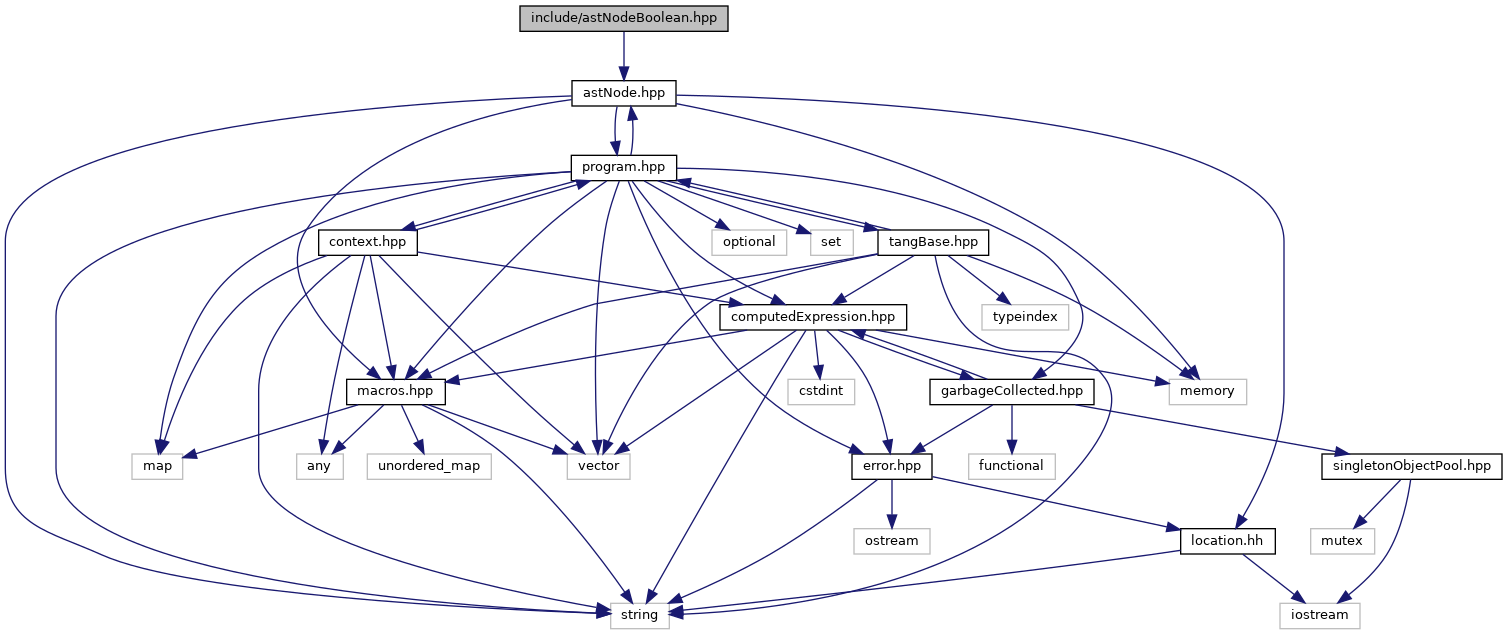 include/astNodeBoolean.hpp
astNode.hpp
program.hpp
context.hpp
optional
set
tangBase.hpp
computedExpression.hpp
typeindex
macros.hpp
cstdint
garbageCollected.hpp
memory
map
any
unordered_map
vector
error.hpp
functional
singletonObjectPool.hpp
ostream
location.hh
mutex
string
iostream